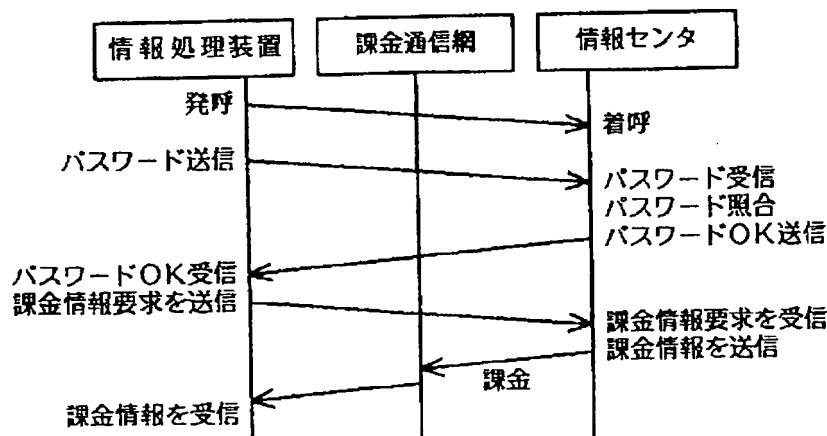 情報処理装置
課金通信網
情報センタ
発呼
着呼
パスワード送信
パスワード受信
パスワード照合
パスワードOK送信
パスワードOK受信
課金情報要求を送信
課金情報要求を受信
課金情報を送信
課金
課金情報を受信